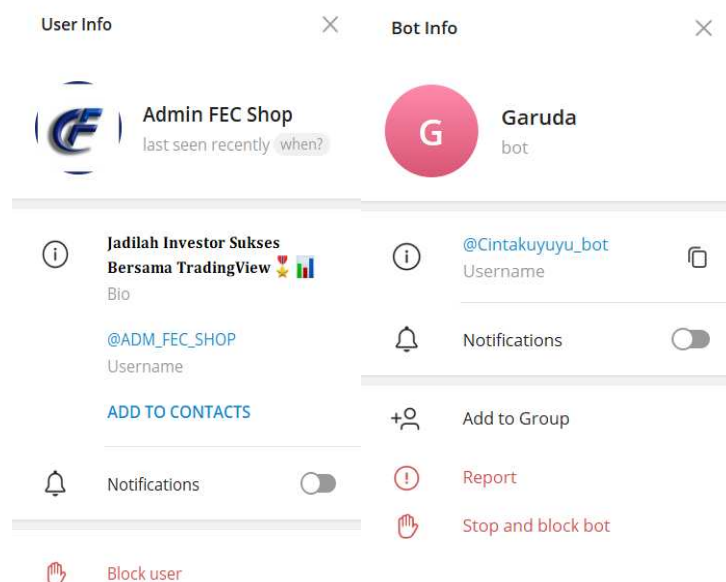 User Info
Admin FEC Shop
last seen recently when?
Jadilah Investor Sukses
Bersama TradingView 🎖️📊
Bio
@ADM_FEC_SHOP
Username
ADD TO CONTACTS
Notifications
Block user
Bot Info
G
Garuda
bot
@Cintakuyuyu_bot
Username
Notifications
Add to Group
Report
Stop and block bot